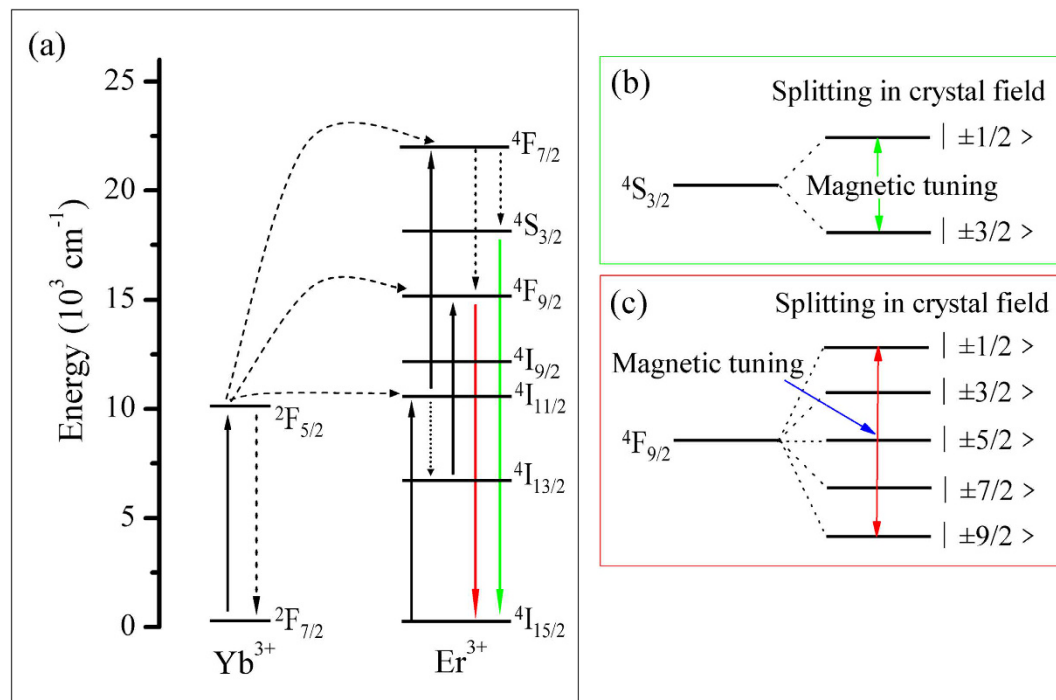 (a)
Energy (10³ cm⁻¹)
25
20
15
10
5
0
²F₅/₂
²F₇/₂
Yb³⁺
⁴F₇/₂
⁴S₃/₂
⁴F₉/₂
⁴I₉/₂
⁴I₁₁/₂
⁴I₁₃/₂
⁴I₁₅/₂
Er³⁺
(b)
Splitting in crystal field
| ±1/2 >
⁴S₃/₂
Magnetic tuning
| ±3/2 >
(c)
Splitting in crystal field
| ±1/2 >
Magnetic tuning
| ±3/2 >
⁴F₉/₂
| ±5/2 >
| ±7/2 >
| ±9/2 >